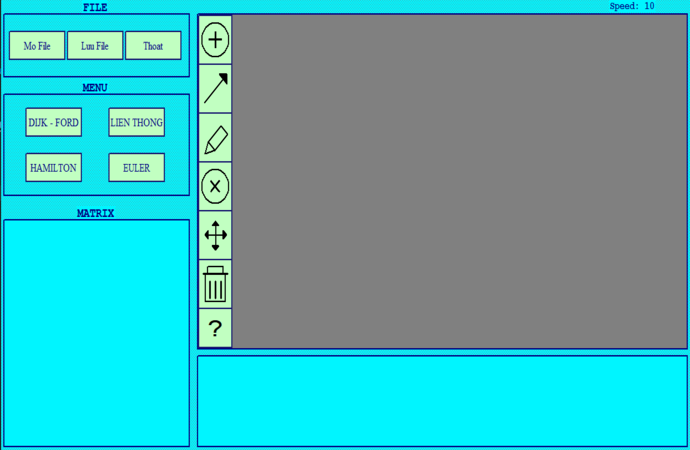 FILE
Speed: 10
Mo File Luu File Thoat
MENU
DIJK - FORD LIEN THONG
HAMILTON EULER
MATRIX
?